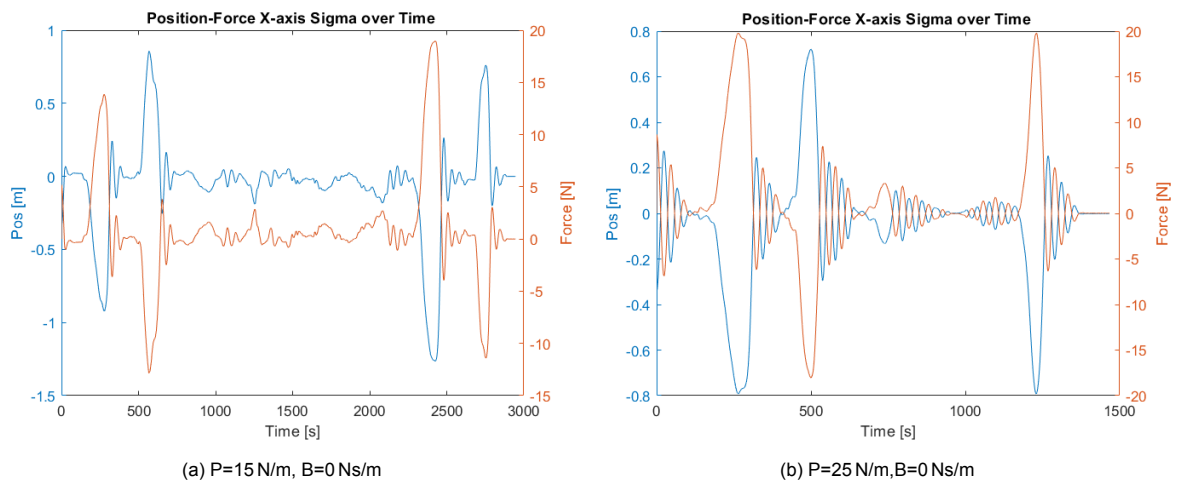 Position-Force X-axis Sigma over Time
1
0.5
0
-0.5
-1
-1.5
Pos [m]
20
15
10
5
0
-5
-10
-15
Force [N]
0 500 1000 1500 2000 2500 3000
Time [s]
(a) P=15 N/m, B=0 Ns/m
Position-Force X-axis Sigma over Time
0.8
0.6
0.4
0.2
0
-0.2
-0.4
-0.6
-0.8
Pos [m]
20
15
10
5
0
-5
-10
-15
-20
Force [N]
0 500 1000 1500
Time [s]
(b) P=25 N/m,B=0 Ns/m